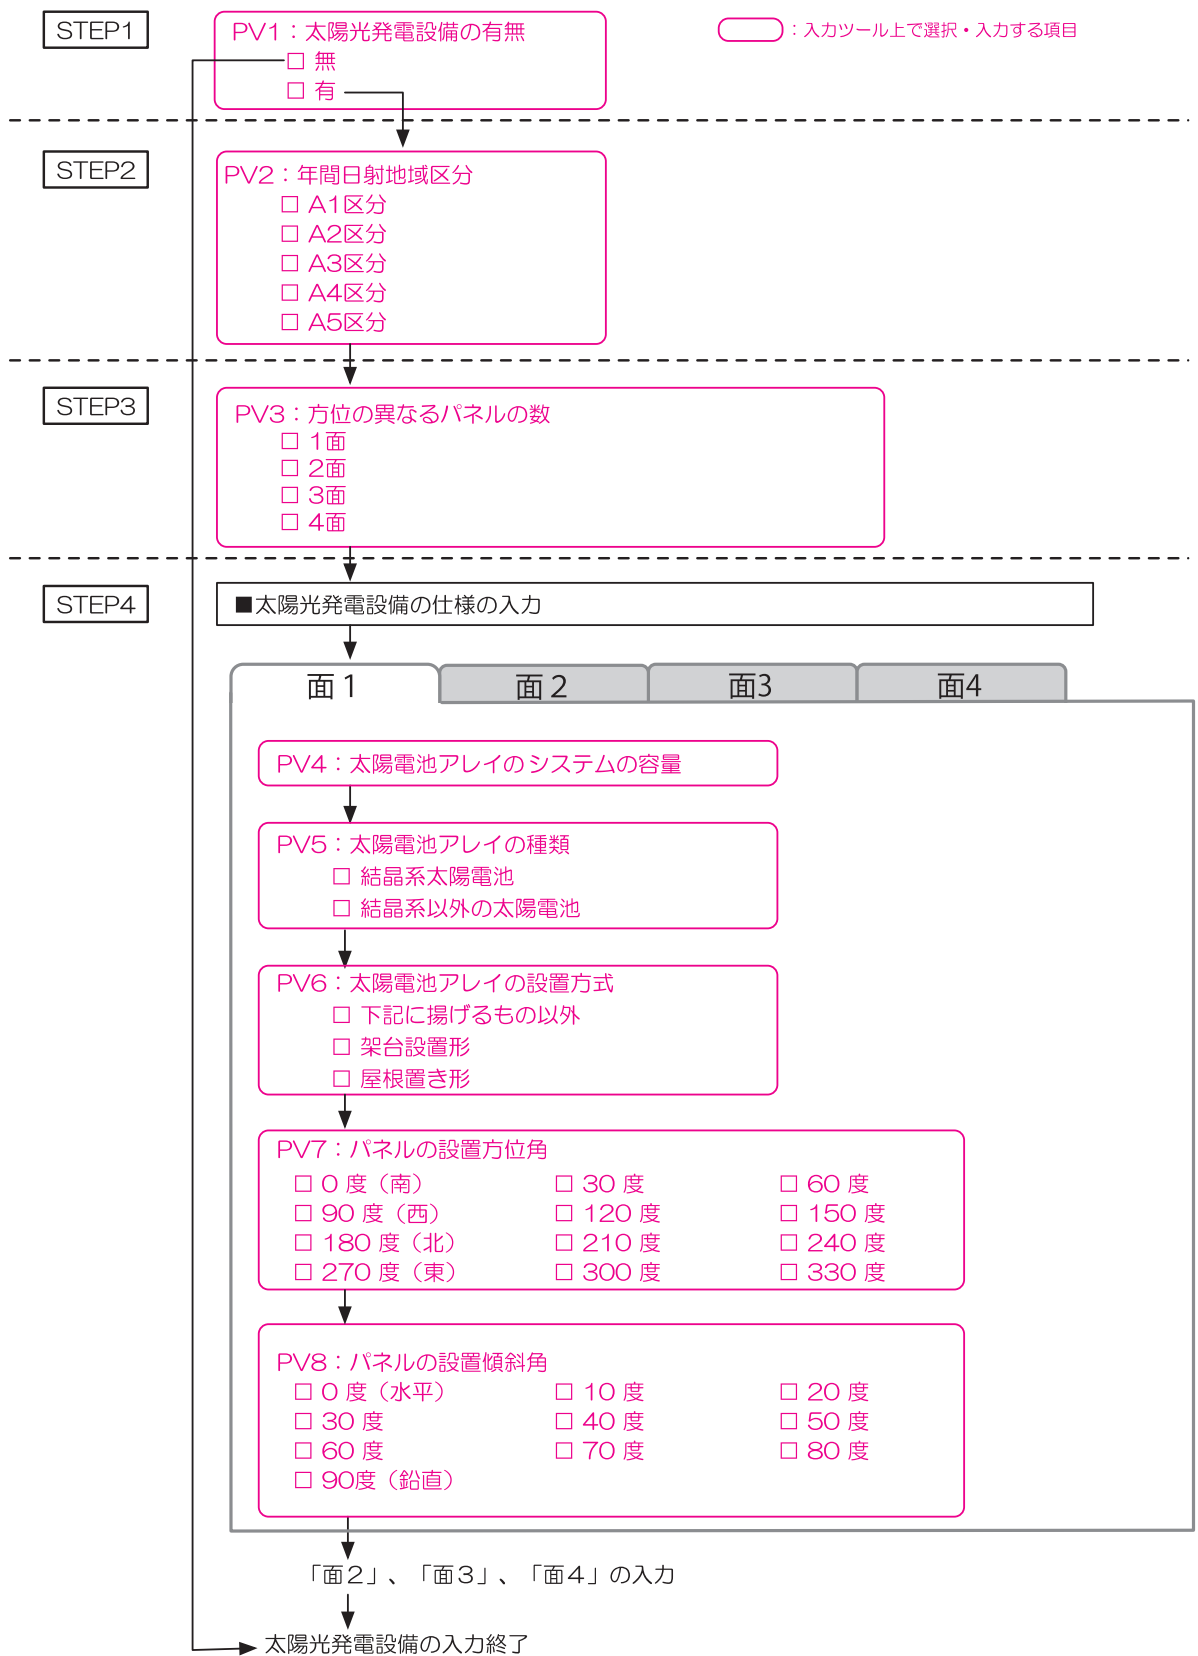 STEP1
PV1：太陽光発電設備の有無
□ 無
□ 有
：入力ツール上で選択・入力する項目
STEP2
PV2：年間日射地域区分
□ A1区分
□ A2区分
□ A3区分
□ A4区分
□ A5区分
STEP3
PV3：方位の異なるパネルの数
□ 1面
□ 2面
□ 3面
□ 4面
STEP4
■太陽光発電設備の仕様の入力
面1 面2 面3 面4
PV4：太陽電池アレイのシステムの容量
PV5：太陽電池アレイの種類
□ 結晶系太陽電池
□ 結晶系以外の太陽電池
PV6：太陽電池アレイの設置方式
□ 下記に揚げるもの以外
□ 架台設置形
□ 屋根置き形
PV7：パネルの設置方位角
□ 0 度（南） □ 30 度 □ 60 度
□ 90 度（西） □ 120 度 □ 150 度
□ 180 度（北） □ 210 度 □ 240 度
□ 270 度（東） □ 300 度 □ 330 度
PV8：パネルの設置傾斜角
□ 0 度（水平） □ 10 度 □ 20 度
□ 30 度 □ 40 度 □ 50 度
□ 60 度 □ 70 度 □ 80 度
□ 90度（鉛直）
「面2」、「面3」、「面4」の入力
太陽光発電設備の入力終了